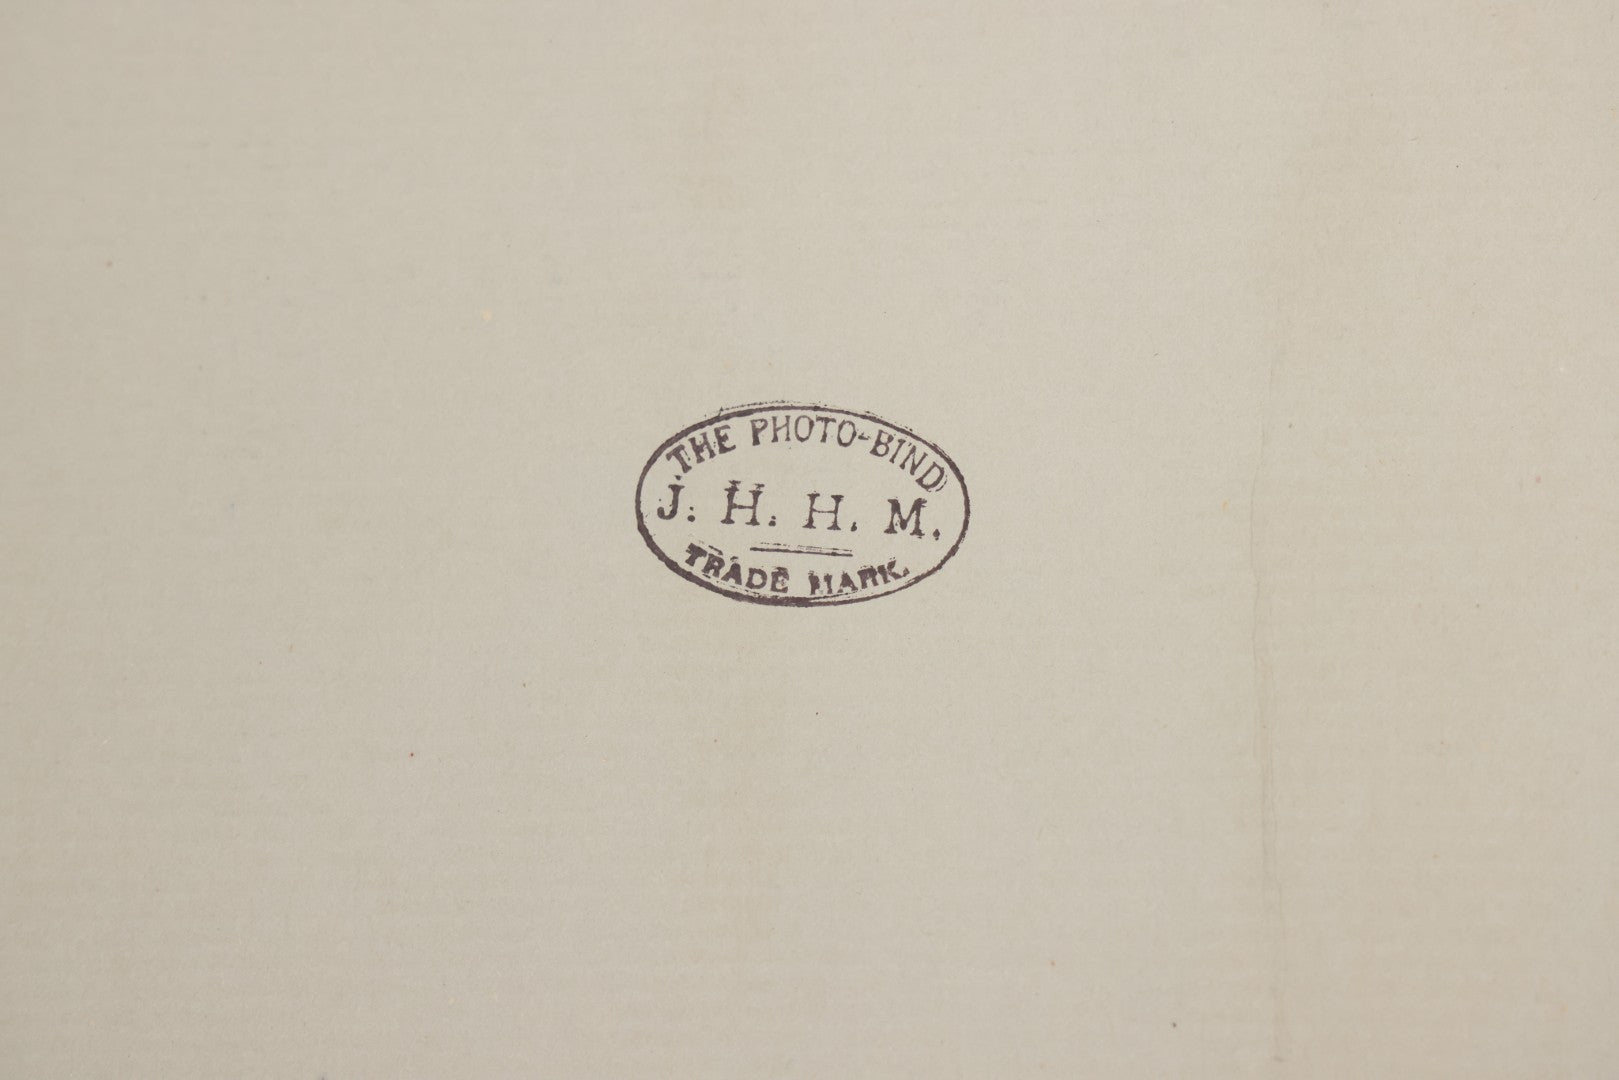 THE PHOTO-BIND
J. H. H. M.
TRADE MARK.